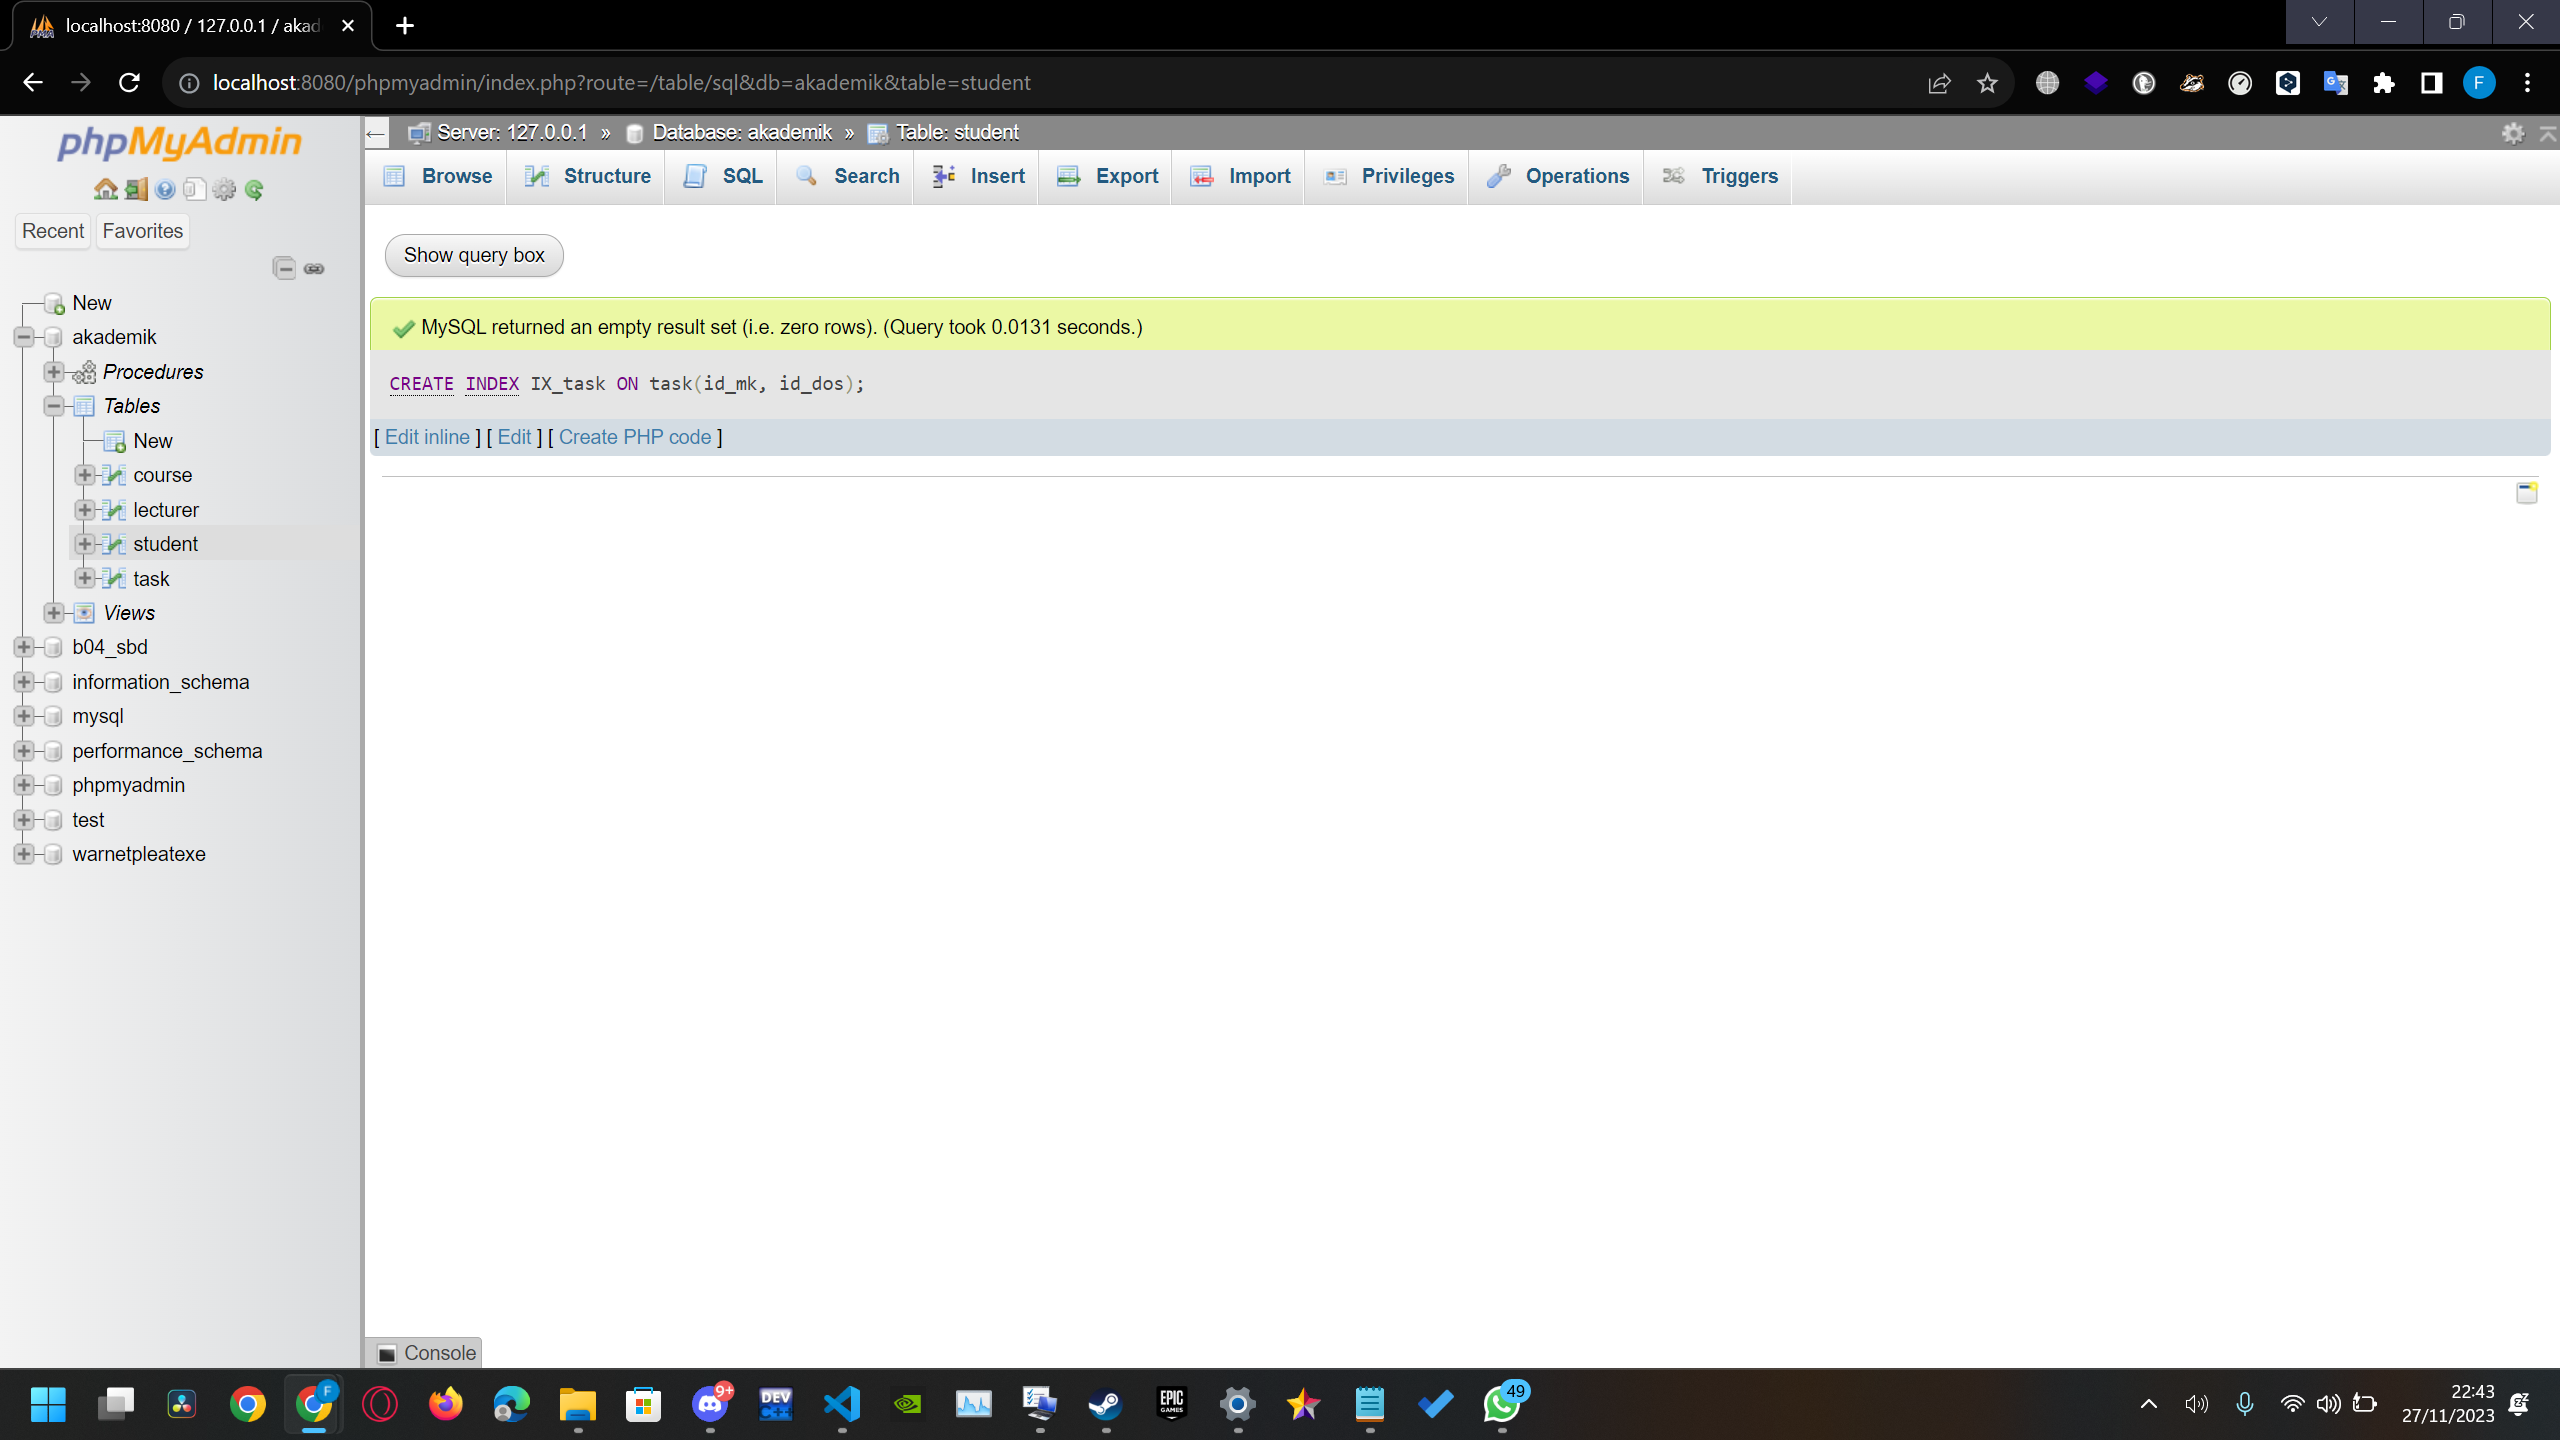 localhost:8080 / 127.0.0.1 / akad
localhost:8080/phpmyadmin/index.php?route=/table/sql&db=akademik&table=student
F
phpMyAdmin
Recent
Favorites
New
akademik
Procedures
Tables
New
course
lecturer
student
task
Views
b04_sbd
information_schema
mysql
performance_schema
phpmyadmin
test
warnetpleatexe
Server: 127.0.0.1 » Database: akademik » Table: student
Browse
Structure
SQL
Search
Insert
Export
Import
Privileges
Operations
Triggers
Show query box
MySQL returned an empty result set (i.e. zero rows). (Query took 0.0131 seconds.)
CREATE INDEX IX_task ON task(id_mk, id_dos);
[ Edit inline ] [ Edit ] [ Create PHP code ]
Console
F
9+
DEV
C++
EPIC
GAMES
49
22:43
27/11/2023